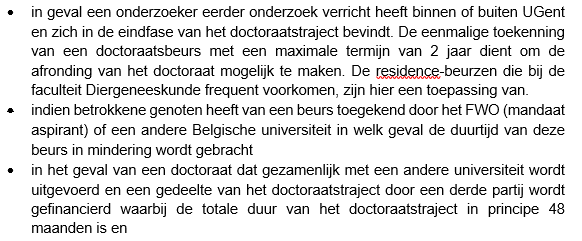 • in geval een onderzoeker eerder onderzoek verricht heeft binnen of buiten UGent
en zich in de eindfase van het doctoraatstraject bevindt. De eenmalige toekenning
van een doctoraatsbeurs met een maximale termijn van 2 jaar dient om de
afronding van het doctoraat mogelijk te maken. De residence-beurzen die bij de
faculteit Diergeneeskunde frequent voorkomen, zijn hier een toepassing van.
• indien betrokkene genoten heeft van een beurs toegekend door het FWO (mandaat
aspirant) of een andere Belgische universiteit in welk geval de duurtijd van deze
beurs in mindering wordt gebracht
• in het geval van een doctoraat dat gezamenlijk met een andere universiteit wordt
uitgevoerd en een gedeelte van het doctoraatstraject door een derde partij wordt
gefinancierd waarbij de totale duur van het doctoraatstraject in principe 48
maanden is en